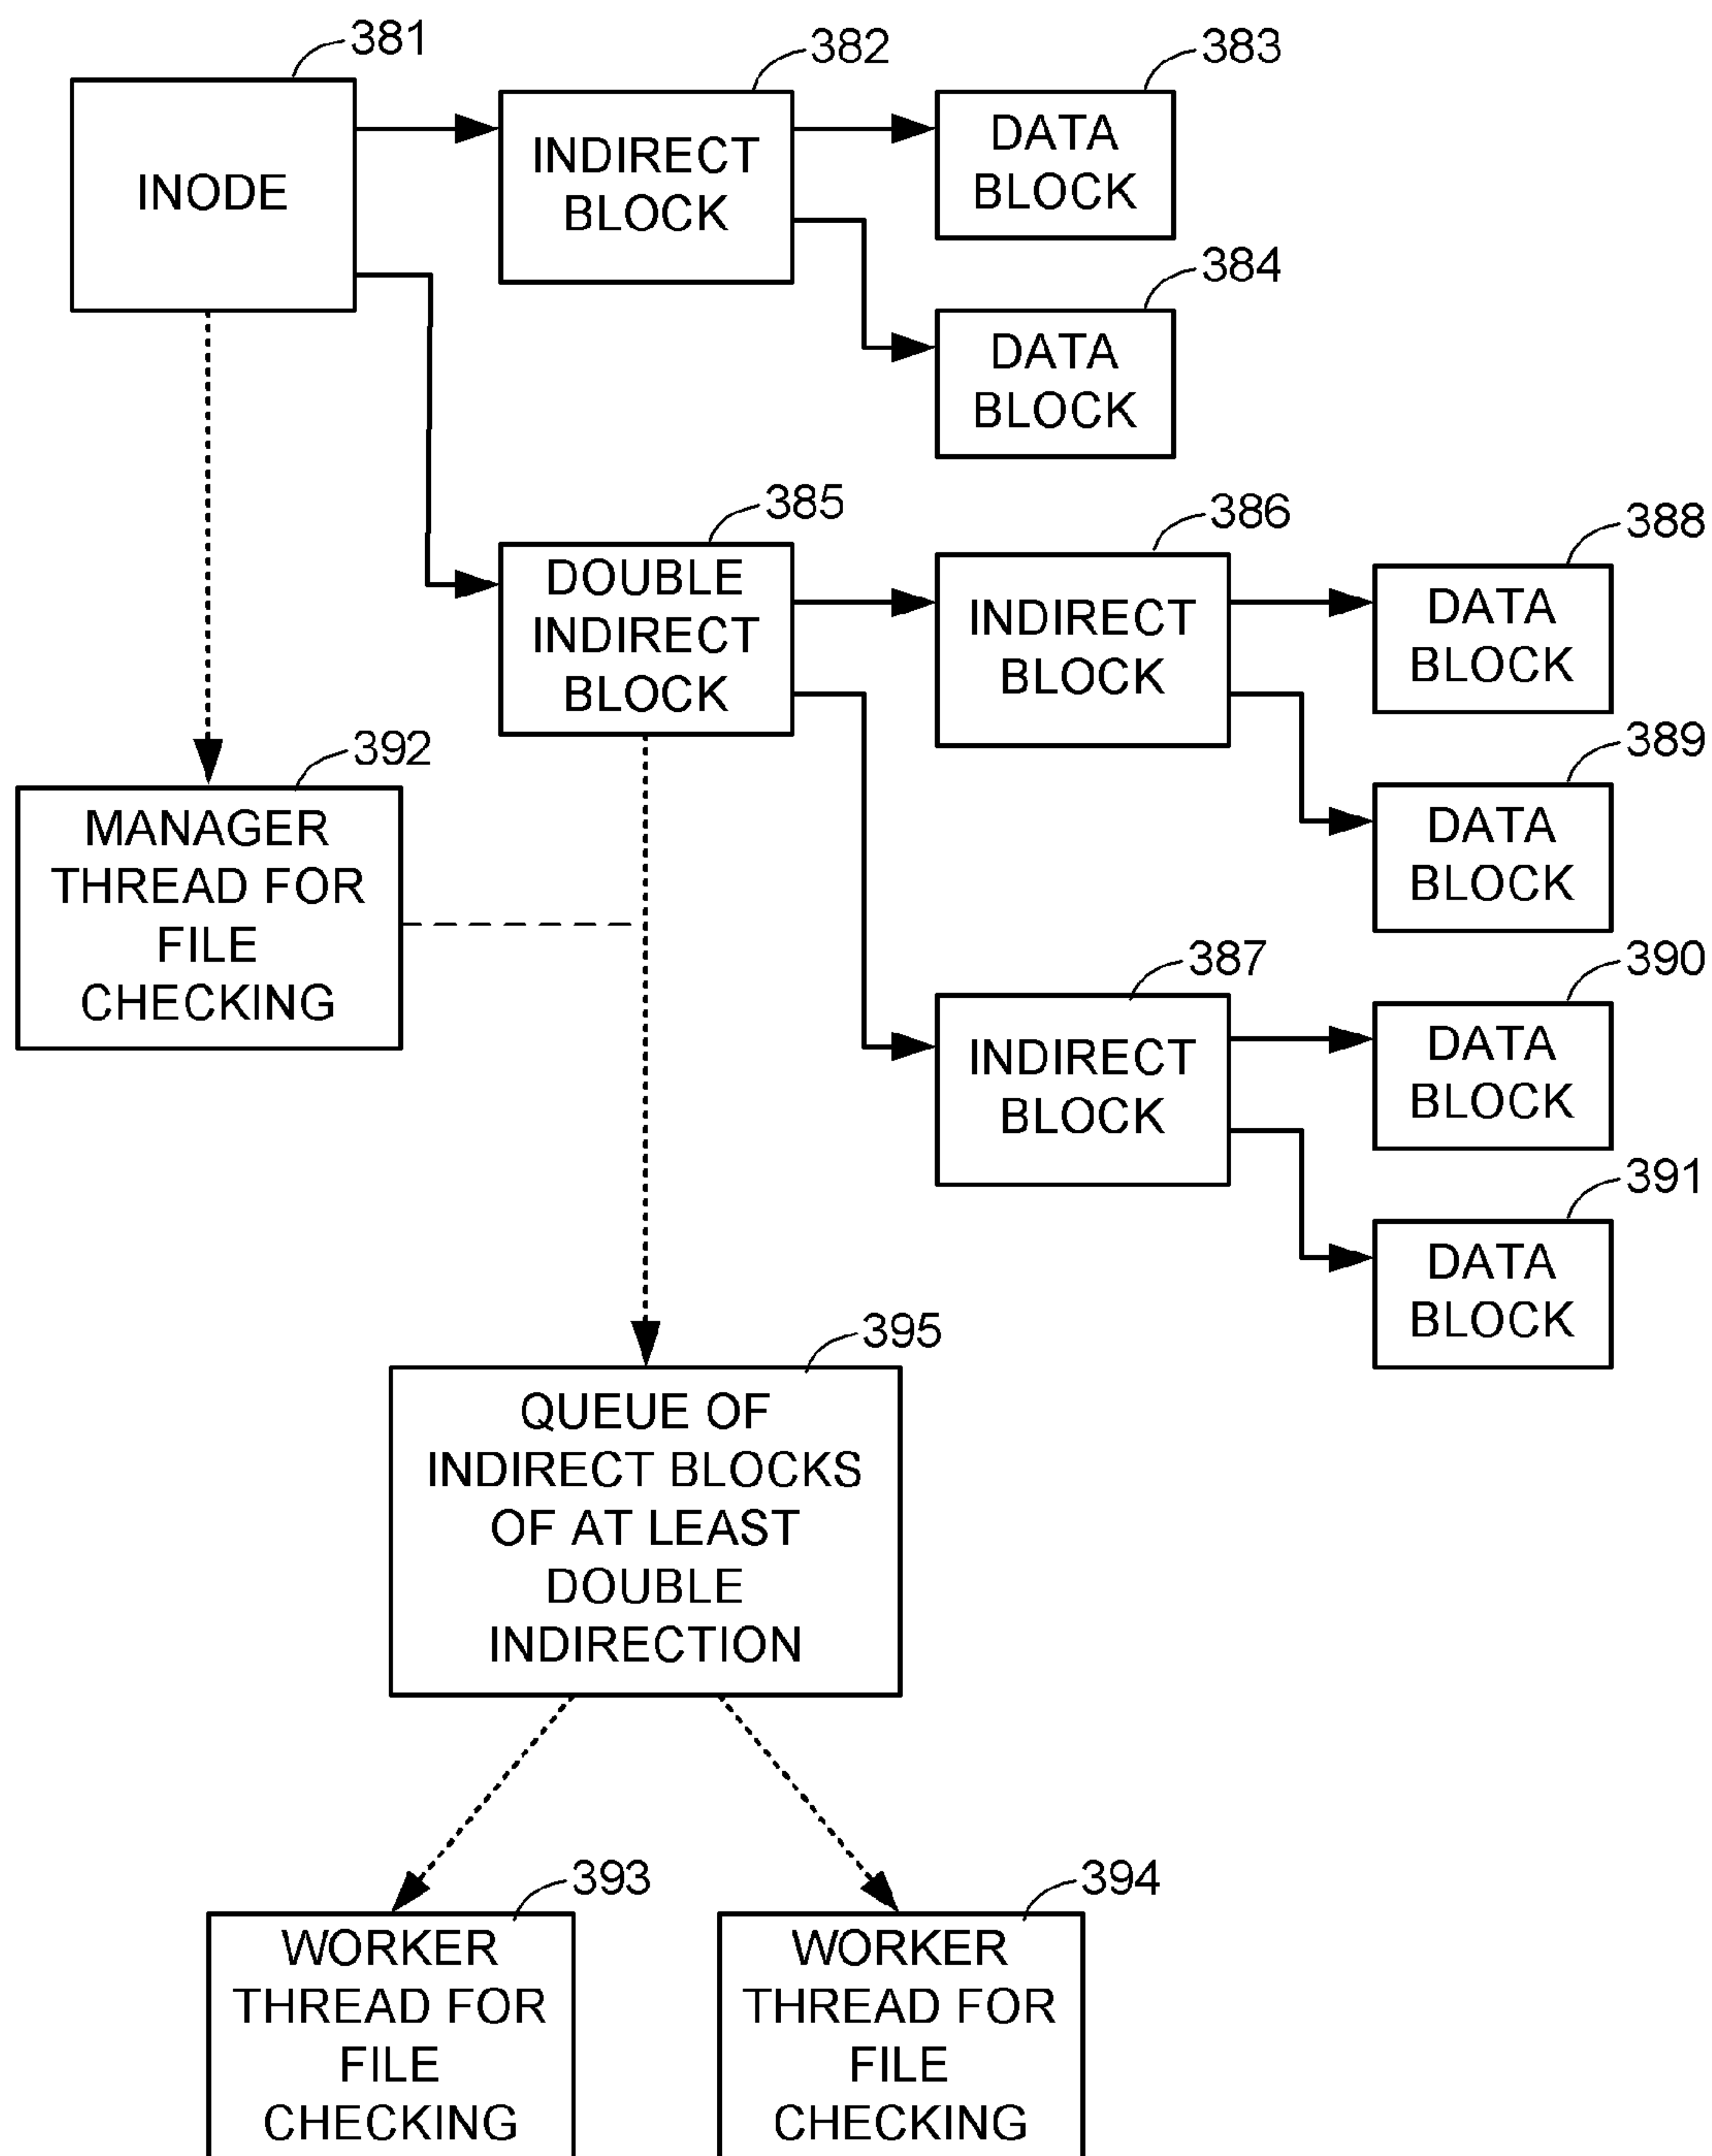 381
INODE
382
INDIRECT
BLOCK
383
DATA
BLOCK
384
DATA
BLOCK
385
DOUBLE
INDIRECT
BLOCK
386
INDIRECT
BLOCK
388
DATA
BLOCK
389
DATA
BLOCK
392
MANAGER
THREAD FOR
FILE
CHECKING
387
INDIRECT
BLOCK
390
DATA
BLOCK
391
DATA
BLOCK
395
QUEUE OF
INDIRECT BLOCKS
OF AT LEAST
DOUBLE
INDIRECTION
393
WORKER
THREAD FOR
FILE
CHECKING
394
WORKER
THREAD FOR
FILE
CHECKING